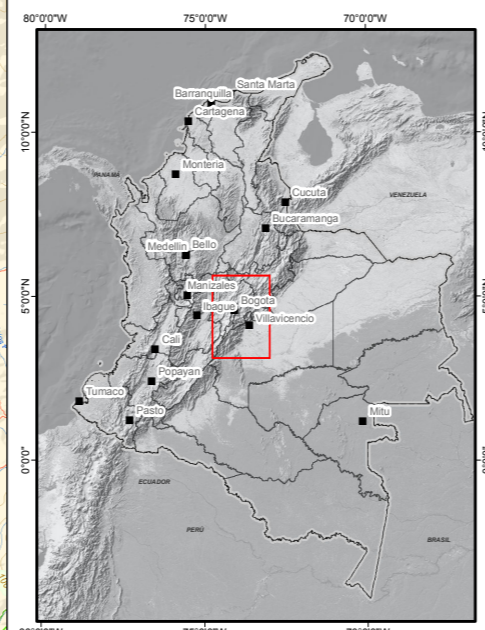 80°0'0"W 75°0'0"W 70°0'0"W
Santa Marta
Barranquilla
Cartagena
10°0'0"N
Monteria
PANAMÁ
Cucuta
VENEZUELA
Bucaramanga
Medellin Bello
5°0'0"N
Manizales
Ibague Bogota
Villavicencio
Cali
Popayan
Tumaco
Pasto
Mitu
0°0'0"
ECUADOR
PERÚ
BRASIL